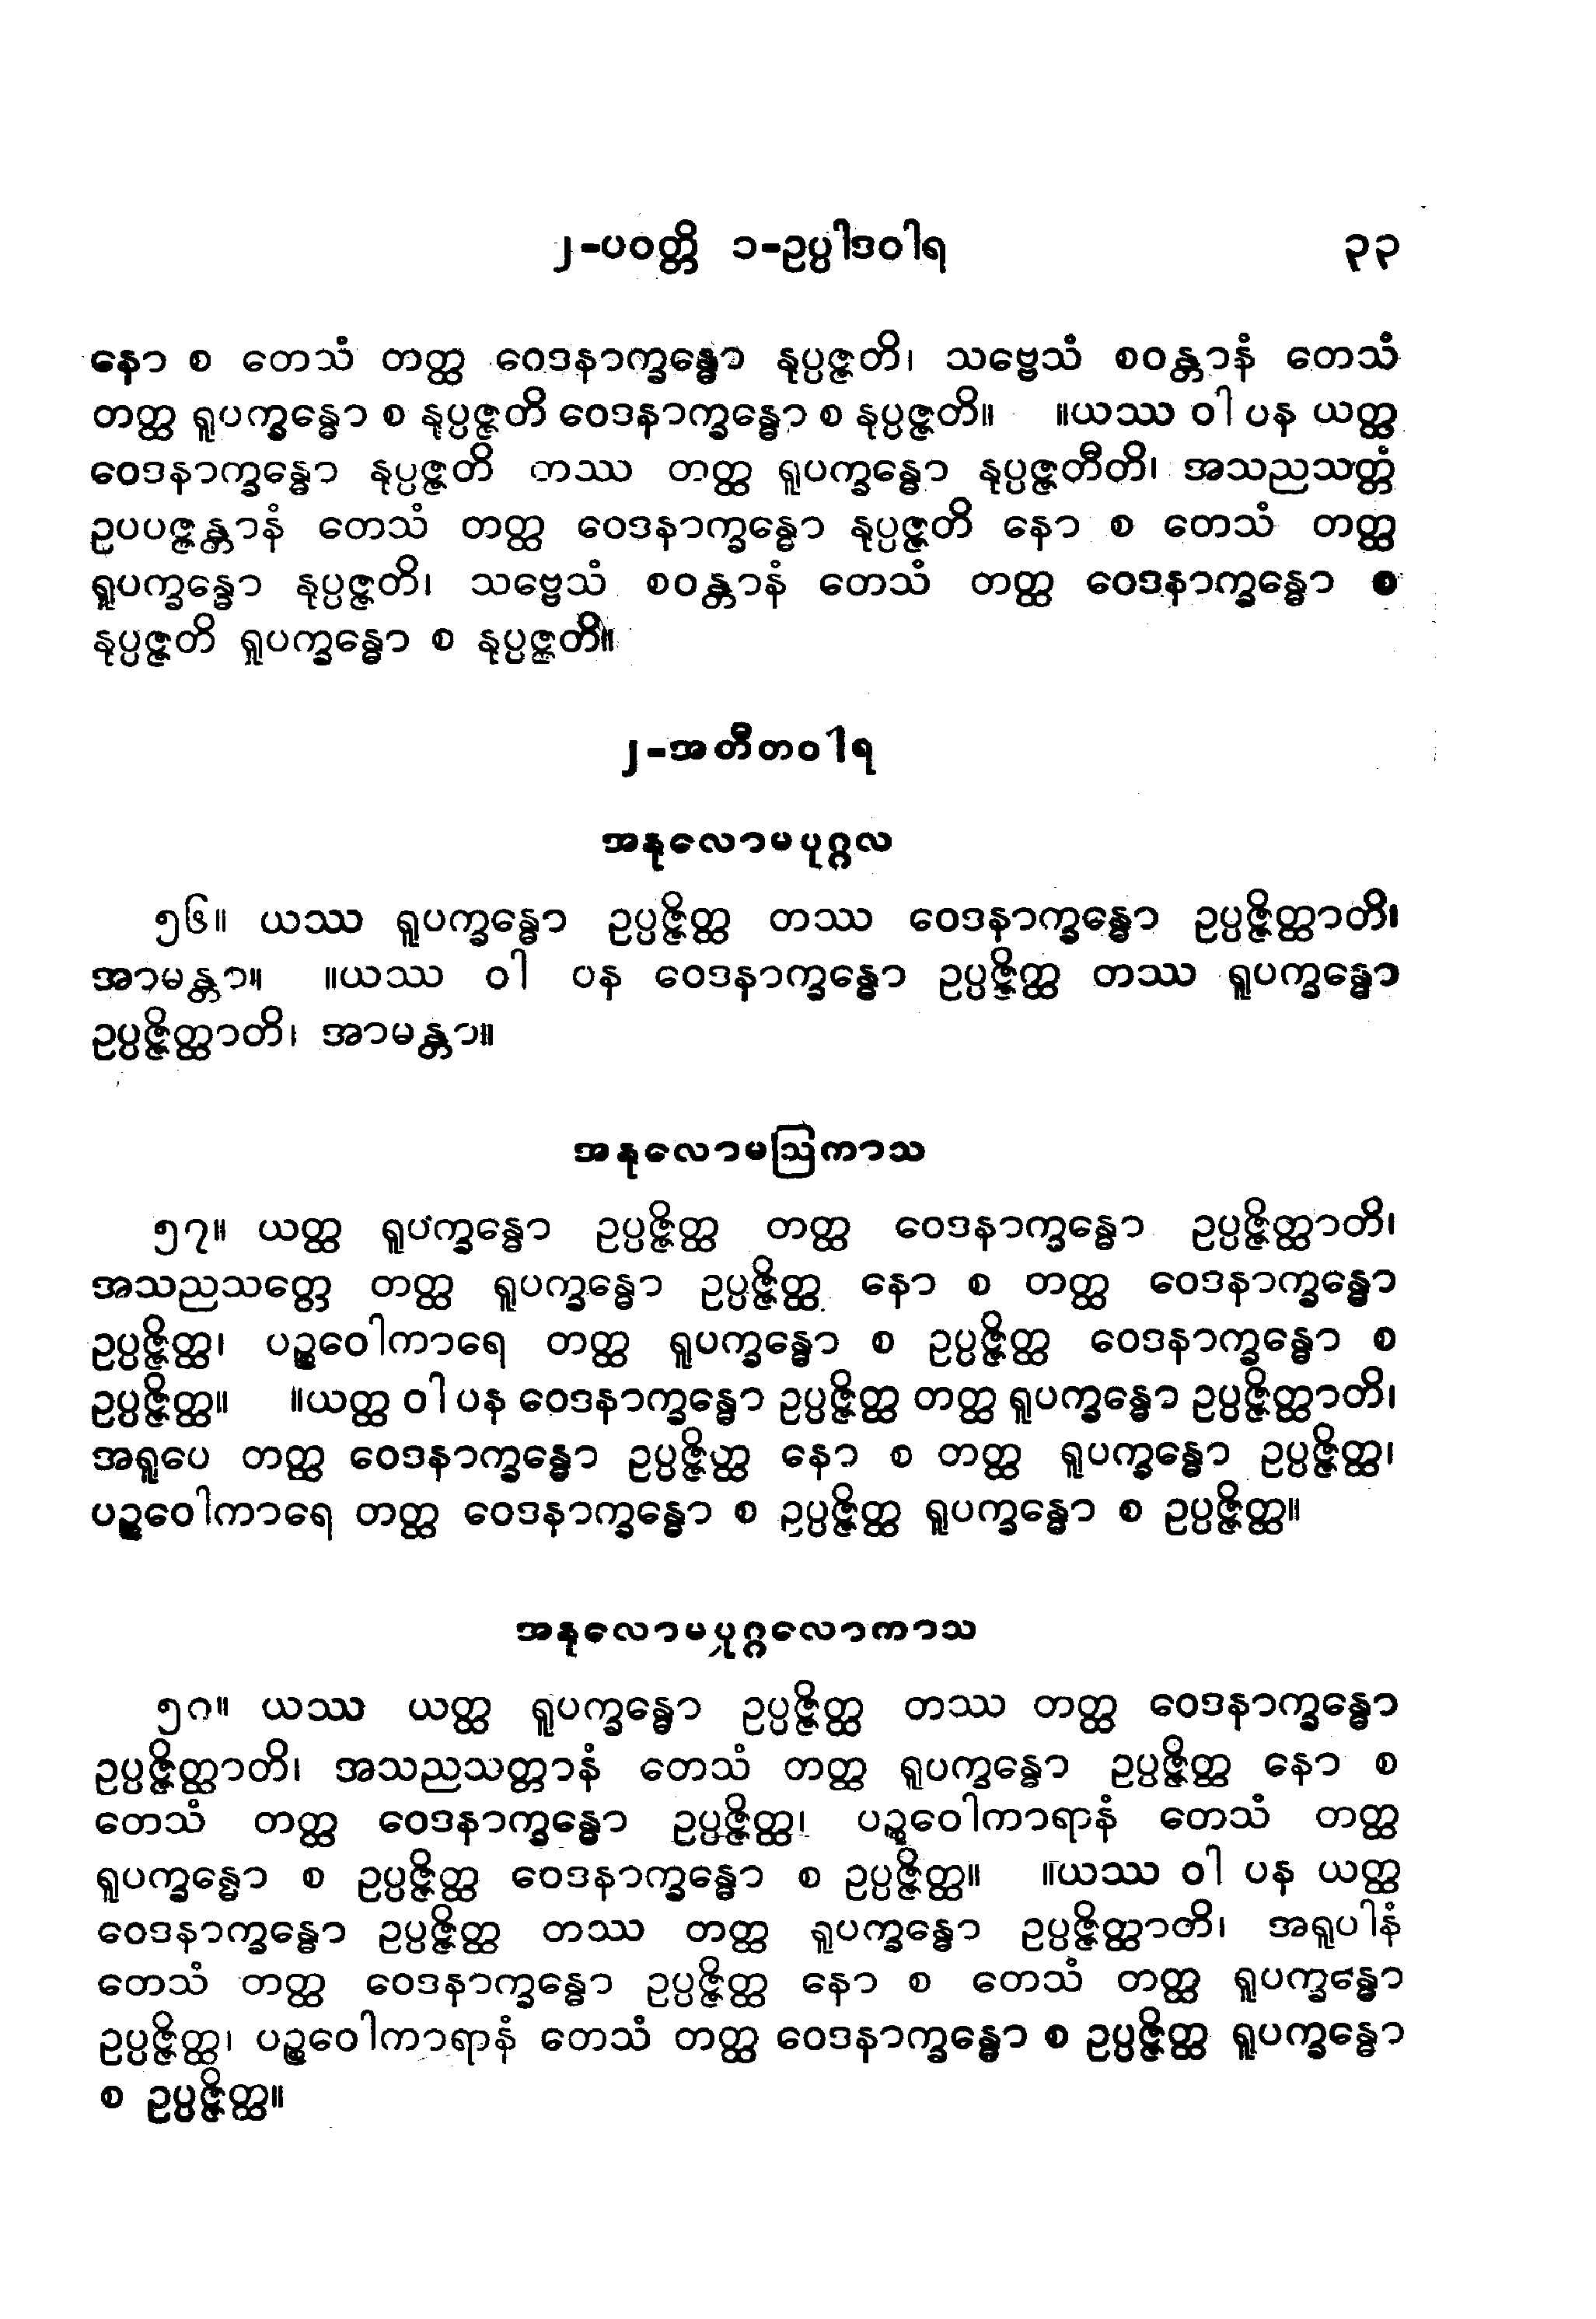 ၂-ပဝတ္တိ ၁-ဥပ္ပါဒဝါရ ၃၃
နော စ တေသံ တတ္ထ ဝေဒနာက္ခန္ဓော နုပ္ပဇ္ဇတိ၊ သဗ္ဗေသံ စဝန္တာနံ တေသံ
တတ္ထ ရူပက္ခန္ဓော စ နုပ္ပဇ္ဇတိ ဝေဒနာက္ခန္ဓော စ နုပ္ပဇ္ဇတိ။ ။ယဿ ဝါ ပန ယတ္ထ
ဝေဒနာက္ခန္ဓော နုပ္ပဇ္ဇတိ တဿ တတ္ထ ရူပက္ခန္ဓော နုပ္ပဇ္ဇတီတိ၊ အသညသတ္တံ
ဥပပဇ္ဇန္တာနံ တေသံ တတ္ထ ဝေဒနာက္ခန္ဓော နုပ္ပဇ္ဇတိ နော စ တေသံ တတ္ထ
ရူပက္ခန္ဓော နုပ္ပဇ္ဇတိ၊ သဗ္ဗေသံ စဝန္တာနံ တေသံ တတ္ထ ဝေဒနာက္ခန္ဓော စ
နုပ္ပဇ္ဇတိ ရူပက္ခန္ဓော စ နုပ္ပဇ္ဇတိ။
၂-အတီတဝါရ
အနုလောမပုဂ္ဂလ
၅၆။ ယဿ ရူပက္ခန္ဓော ဥပ္ပဇ္ဇိတ္ထ တဿ ဝေဒနာက္ခန္ဓော ဥပ္ပဇ္ဇိတ္ထာတိ၊
အာမန္တာ။ ။ယဿ ဝါ ပန ဝေဒနာက္ခန္ဓော ဥပ္ပဇ္ဇိတ္ထ တဿ ရူပက္ခန္ဓော
ဥပ္ပဇ္ဇိတ္ထာတိ၊ အာမန္တာ။
အနုလောမဩကာသ
၅၇။ ယတ္ထ ရူပက္ခန္ဓော ဥပ္ပဇ္ဇိတ္ထ တတ္ထ ဝေဒနာက္ခန္ဓော ဥပ္ပဇ္ဇိတ္ထာတိ၊
အသညသတ္တေ တတ္ထ ရူပက္ခန္ဓော ဥပ္ပဇ္ဇိတ္ထ နော စ တတ္ထ ဝေဒနာက္ခန္ဓော
ဥပ္ပဇ္ဇိတ္ထ၊ ပဉ္စဝေါကာရေ တတ္ထ ရူပက္ခန္ဓော စ ဥပ္ပဇ္ဇိတ္ထ ဝေဒနာက္ခန္ဓော စ
ဥပ္ပဇ္ဇိတ္ထ။ ။ယတ္ထ ဝါ ပန ဝေဒနာက္ခန္ဓော ဥပ္ပဇ္ဇိတ္ထ တတ္ထ ရူပက္ခန္ဓော ဥပ္ပဇ္ဇိတ္ထာတိ၊
အရူပေ တတ္ထ ဝေဒနာက္ခန္ဓော ဥပ္ပဇ္ဇိတ္ထ နော စ တတ္ထ ရူပက္ခန္ဓော ဥပ္ပဇ္ဇိတ္ထ၊
ပဉ္စဝေါကာရေ တတ္ထ ဝေဒနာက္ခန္ဓော စ ဥပ္ပဇ္ဇိတ္ထ ရူပက္ခန္ဓော စ ဥပ္ပဇ္ဇိတ္ထ။
အနုလောမပုဂ္ဂလောကာသ
၅၈။ ယဿ ယတ္ထ ရူပက္ခန္ဓော ဥပ္ပဇ္ဇိတ္ထ တဿ တတ္ထ ဝေဒနာက္ခန္ဓော
ဥပ္ပဇ္ဇိတ္ထာတိ၊ အသညသတ္တာနံ တေသံ တတ္ထ ရူပက္ခန္ဓော ဥပ္ပဇ္ဇိတ္ထ နော စ
တေသံ တတ္ထ ဝေဒနာက္ခန္ဓော ဥပ္ပဇ္ဇိတ္ထ၊ ပဉ္စဝေါကာရာနံ တေသံ တတ္ထ
ရူပက္ခန္ဓော စ ဥပ္ပဇ္ဇိတ္ထ ဝေဒနာက္ခန္ဓော စ ဥပ္ပဇ္ဇိတ္ထ။ ။ယဿ ဝါ ပန ယတ္ထ
ဝေဒနာက္ခန္ဓော ဥပ္ပဇ္ဇိတ္ထ တဿ တတ္ထ ရူပက္ခန္ဓော ဥပ္ပဇ္ဇိတ္ထာတိ၊ အရူပါနံ
တေသံ တတ္ထ ဝေဒနာက္ခန္ဓော ဥပ္ပဇ္ဇိတ္ထ နော စ တေသံ တတ္ထ ရူပက္ခန္ဓော
ဥပ္ပဇ္ဇိတ္ထ၊ ပဉ္စဝေါကာရာနံ တေသံ တတ္ထ ဝေဒနာက္ခန္ဓော စ ဥပ္ပဇ္ဇိတ္ထ ရူပက္ခန္ဓော
စ ဥပ္ပဇ္ဇိတ္ထ။